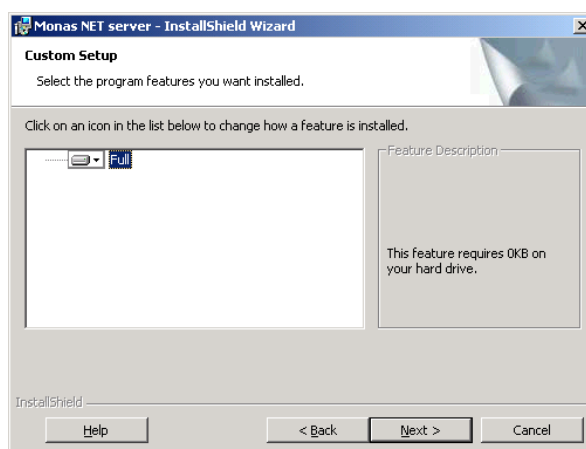 Monas NET server - InstallShield Wizard
Custom Setup
Select the program features you want installed.
Click on an icon in the list below to change how a feature is installed.
Full
Feature Description
This feature requires 0KB on
your hard drive.
InstallShield
Help
< Back
Next >
Cancel